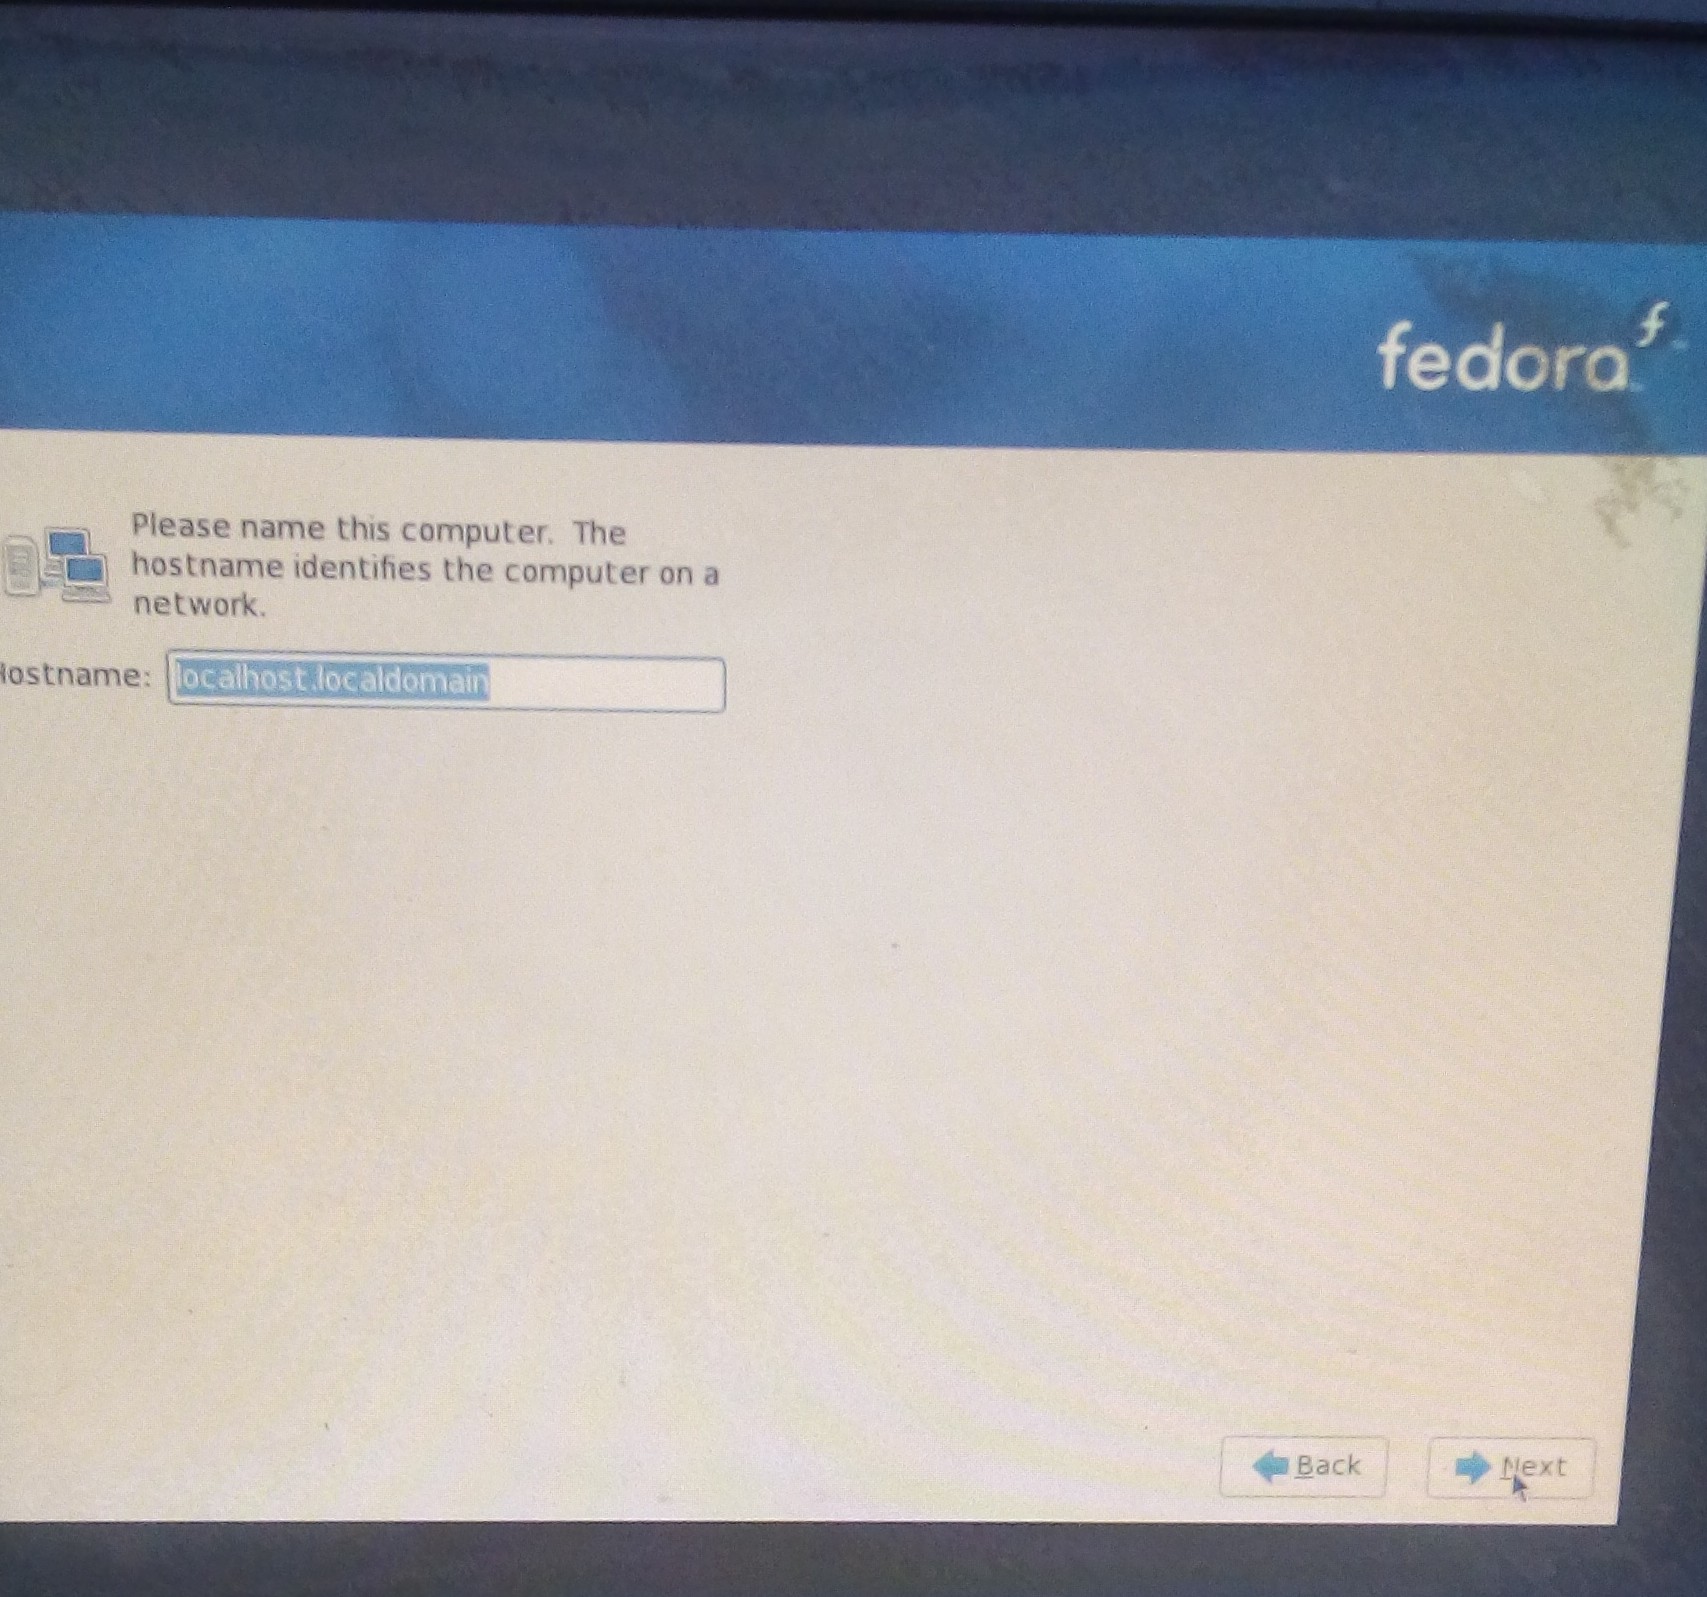 fedora
Please name this computer. The
hostname identifies the computer on a
network.
ostname: localhost.localdomain
Back
Next